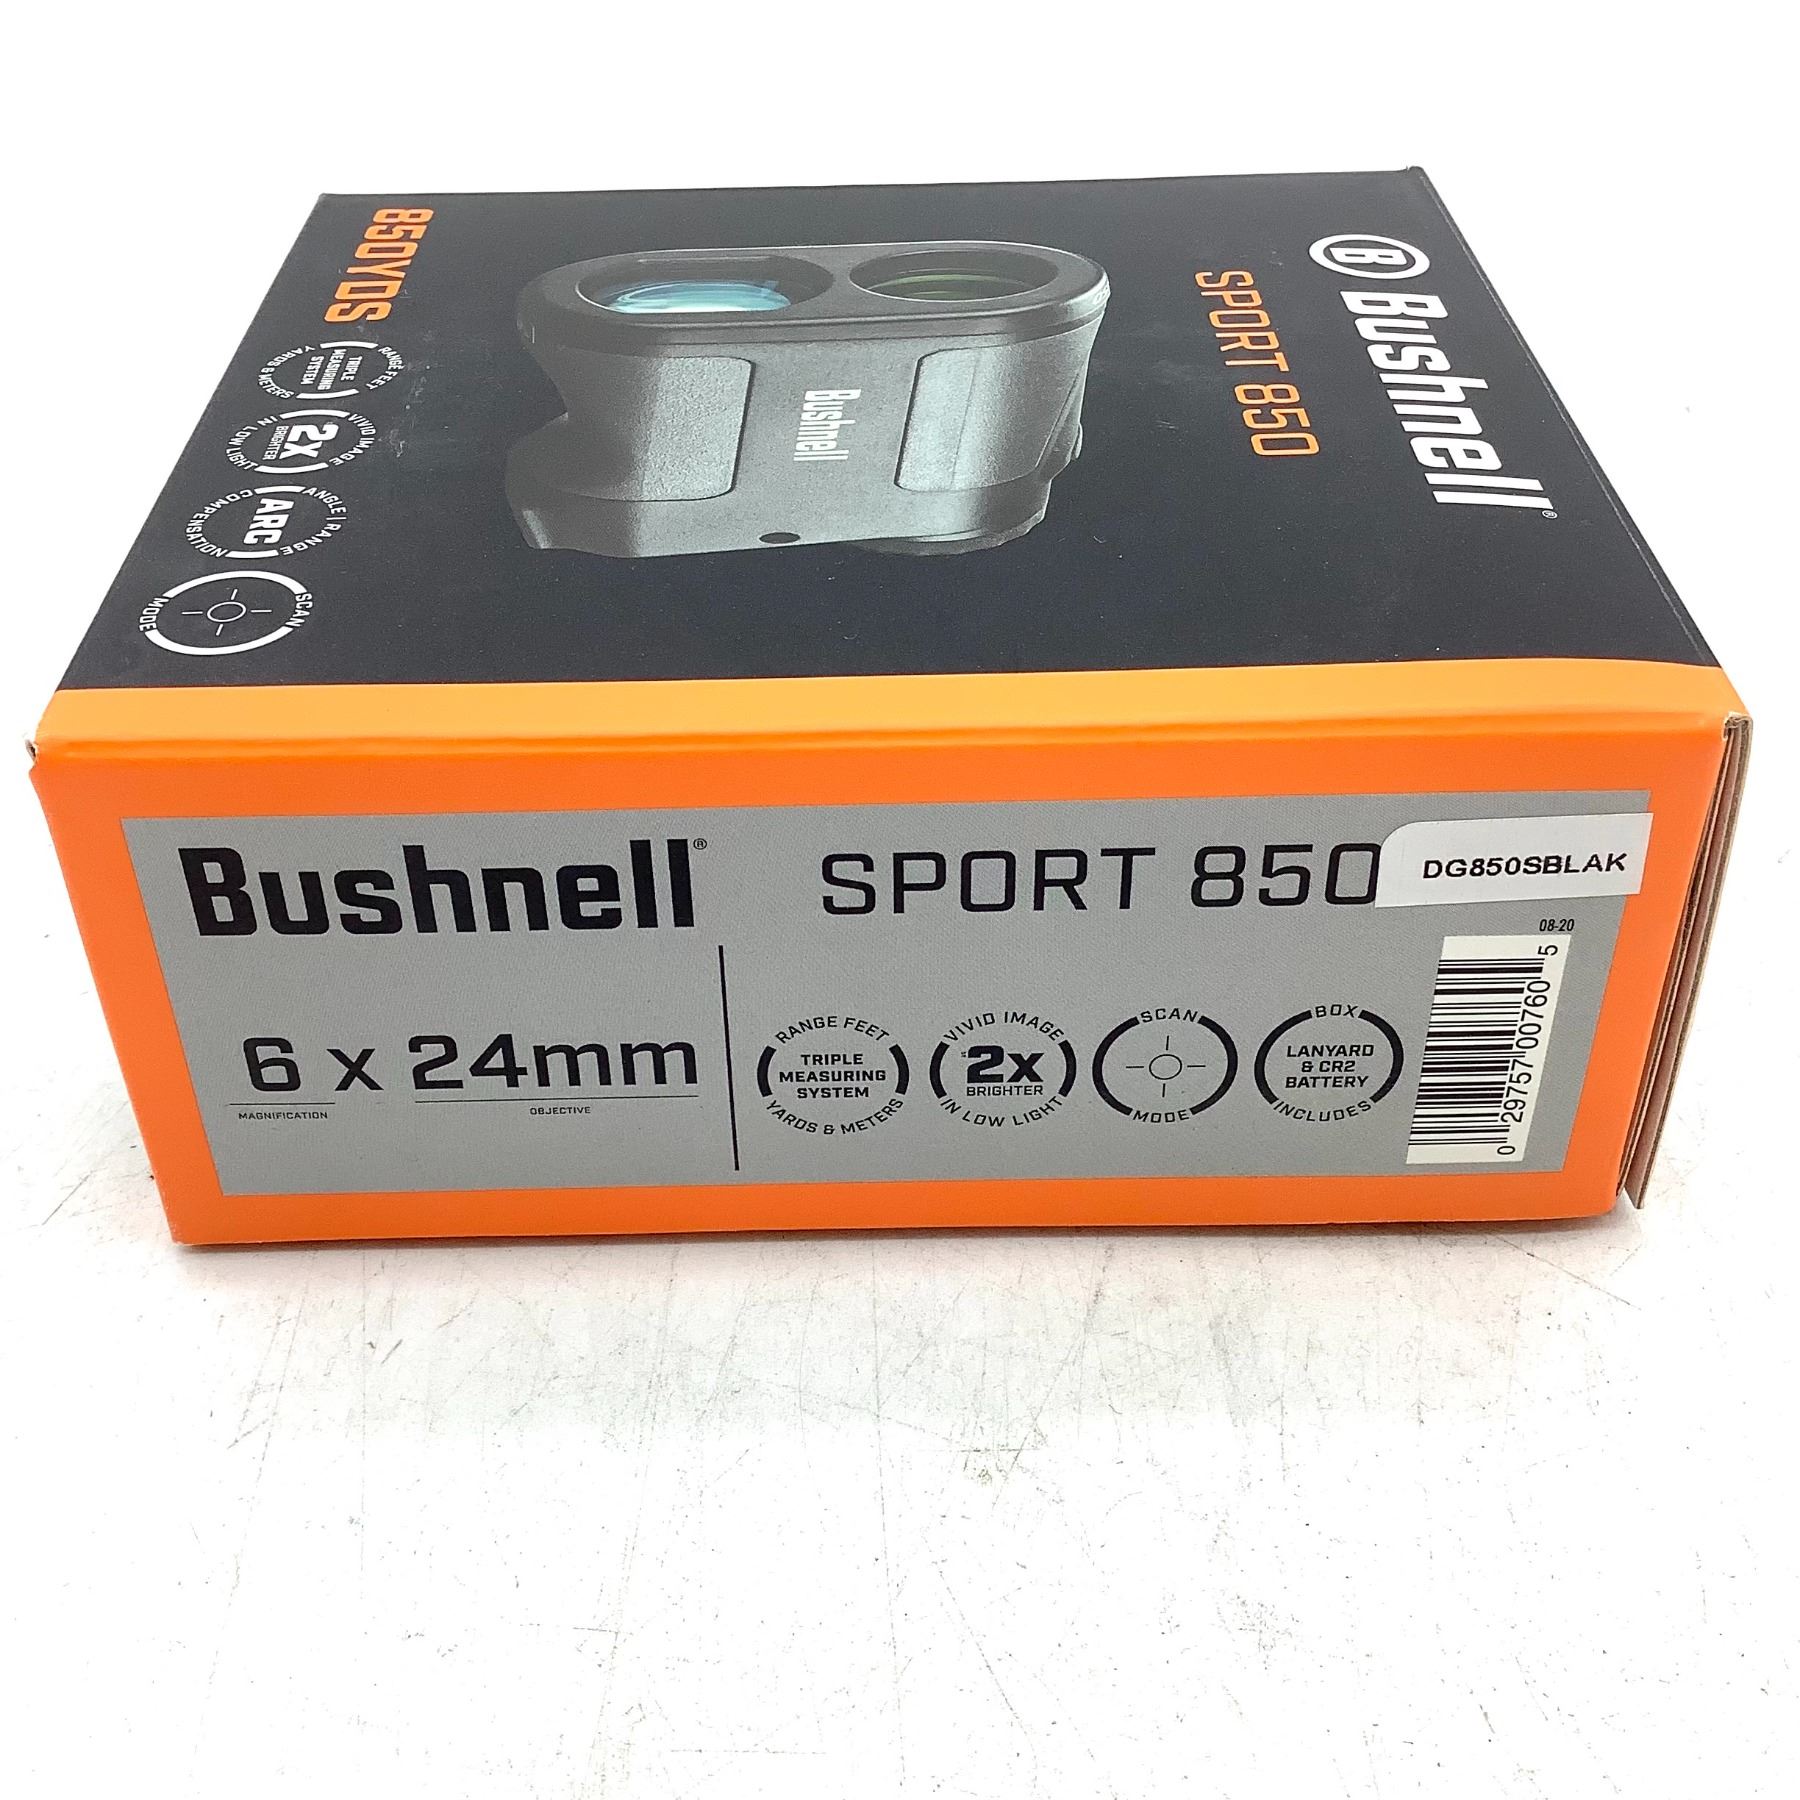 B Bushnell®
SPORT 850
Bushnell
850YDS
RANGE FEET
TRIPLE
MEASURING
SYSTEM
YARDS & METERS
VIVID IMAGE
2x
BRIGHTER
IN LOW LIGHT
ANGLE | RANGE
ARC
COMPENSATION
SCAN
MODE
Bushnell®
SPORT 850
DG850SBLAK
08-20
6 x 24mm
MAGNIFICATION
OBJECTIVE
RANGE FEET
TRIPLE
MEASURING
SYSTEM
YARDS & METERS
VIVID IMAGE
2x
BRIGHTER
IN LOW LIGHT
SCAN
MODE
BOX
LANYARD
& CR2
BATTERY
INCLUDES
0 29757 00760 5